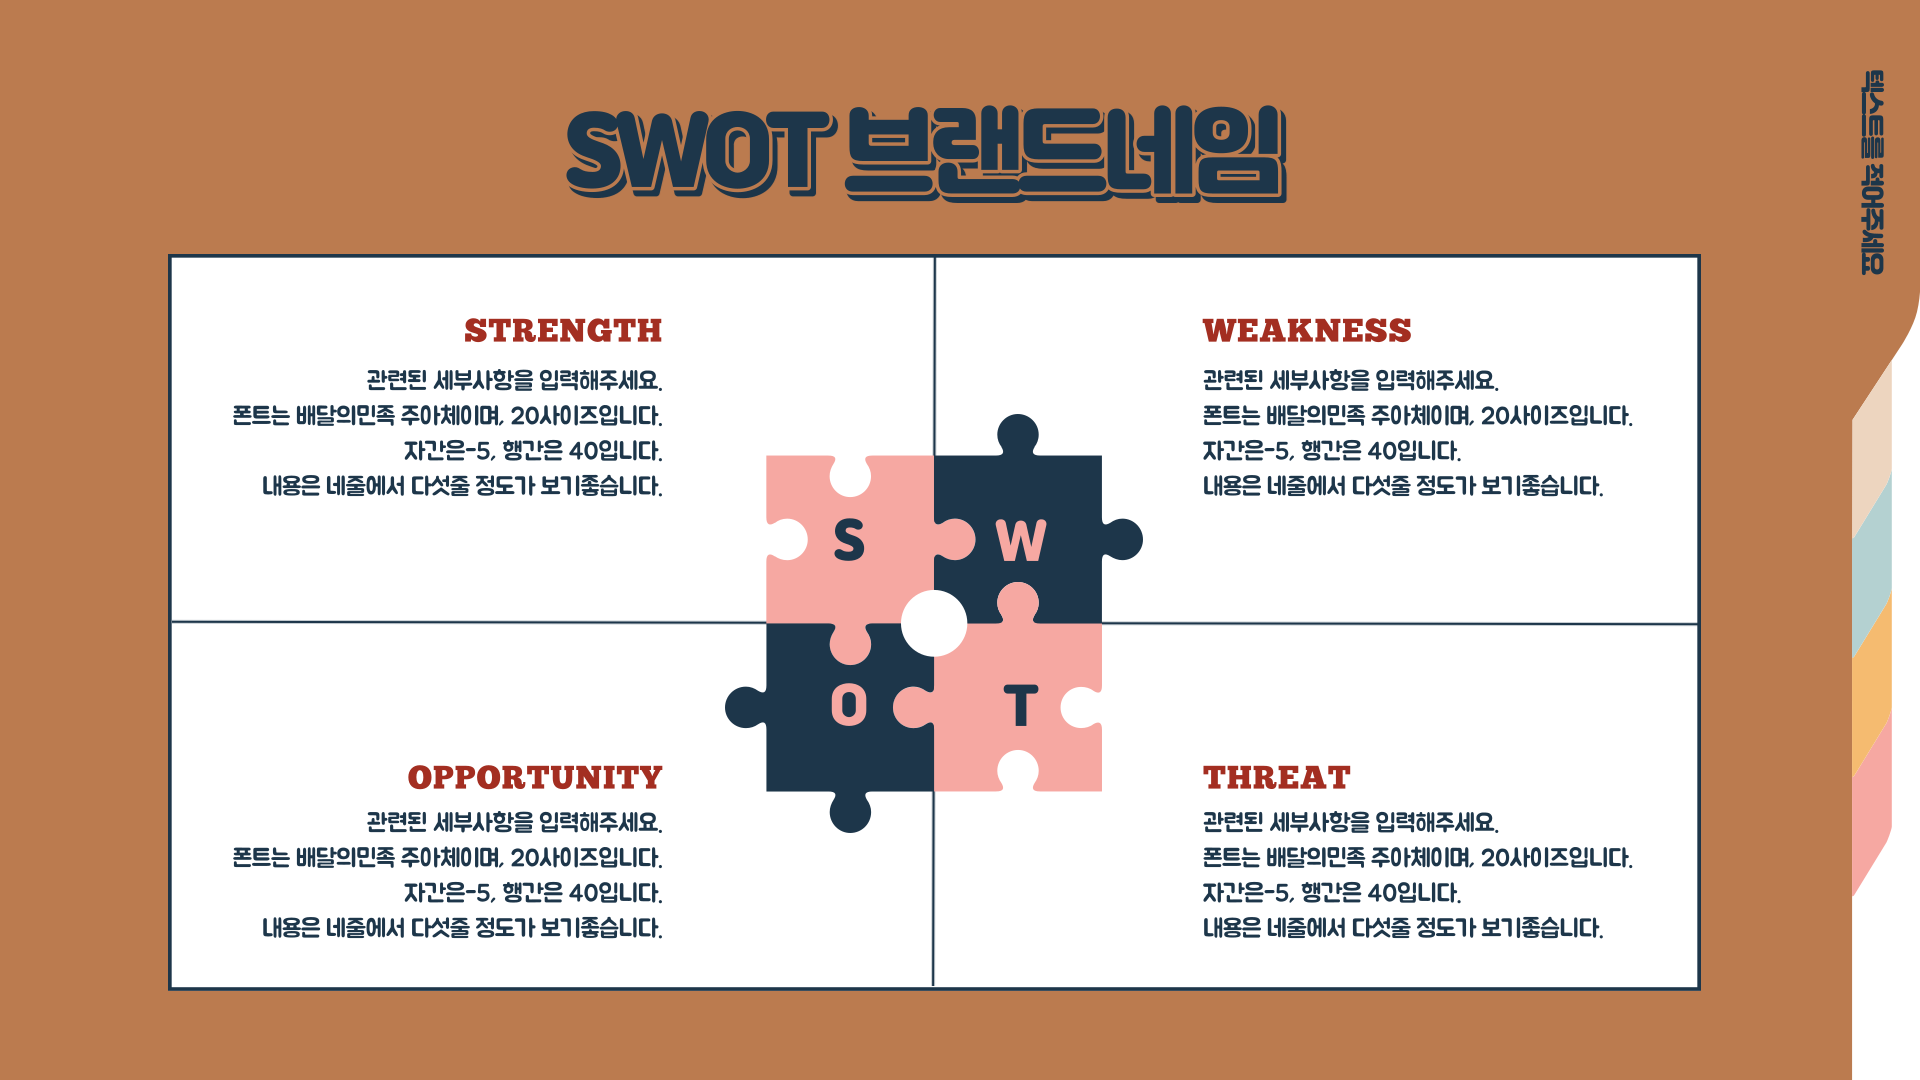 SWOT 브랜드네임
텍스트를 적어주세요
STRENGTH
관련된 세부사항을 입력해주세요.
폰트는 배달의민족 주아체이며, 20사이즈입니다.
자간은-5, 행간은 40입니다.
내용은 네줄에서 다섯줄 정도가 보기좋습니다.
WEAKNESS
관련된 세부사항을 입력해주세요.
폰트는 배달의민족 주아체이며, 20사이즈입니다.
자간은-5, 행간은 40입니다.
내용은 네줄에서 다섯줄 정도가 보기좋습니다.
S
W
O
T
OPPORTUNITY
관련된 세부사항을 입력해주세요.
폰트는 배달의민족 주아체이며, 20사이즈입니다.
자간은-5, 행간은 40입니다.
내용은 네줄에서 다섯줄 정도가 보기좋습니다.
THREAT
관련된 세부사항을 입력해주세요.
폰트는 배달의민족 주아체이며, 20사이즈입니다.
자간은-5, 행간은 40입니다.
내용은 네줄에서 다섯줄 정도가 보기좋습니다.